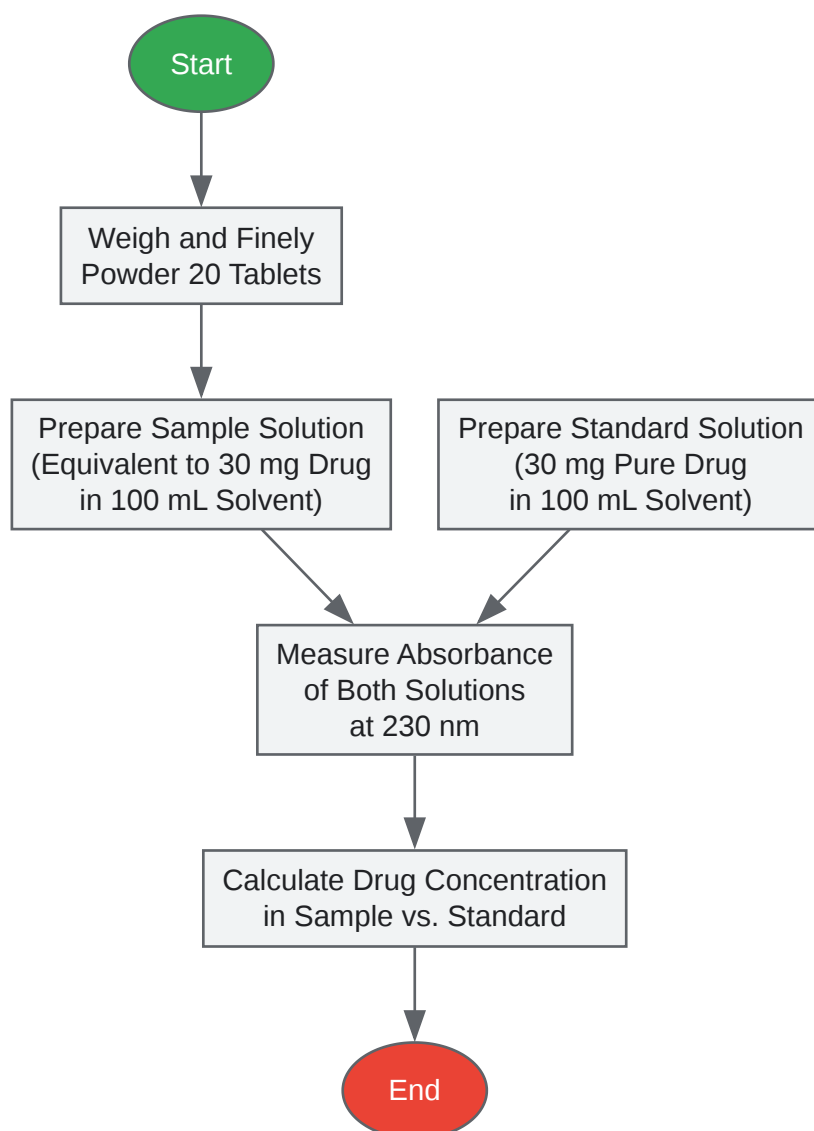 Start
Weigh and Finely
Powder 20 Tablets
Prepare Sample Solution
(Equivalent to 30 mg Drug
in 100 mL Solvent)
Prepare Standard Solution
(30 mg Pure Drug
in 100 mL Solvent)
Measure Absorbance
of Both Solutions
at 230 nm
Calculate Drug Concentration
in Sample vs. Standard
End